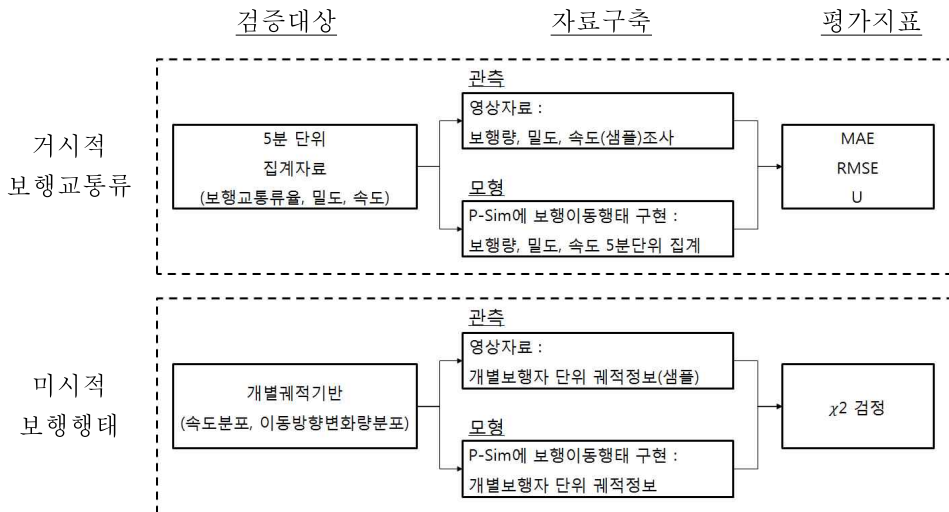 검증대상
자료구축
평가지표
거시적
보행교통류
5분 단위
집계자료
(보행교통류율, 밀도, 속도)
관측
영상자료 :
보행량, 밀도, 속도(샘플)조사
모형
P-Sim에 보행이동행태 구현 :
보행량, 밀도, 속도 5분단위 집계
MAE
RMSE
U
미시적
보행행태
개별궤적기반
(속도분포, 이동방향변화량분포)
관측
영상자료 :
개별보행자 단위 궤적정보(샘플)
모형
P-Sim에 보행이동행태 구현 :
개별보행자 단위 궤적정보
χ2 검정